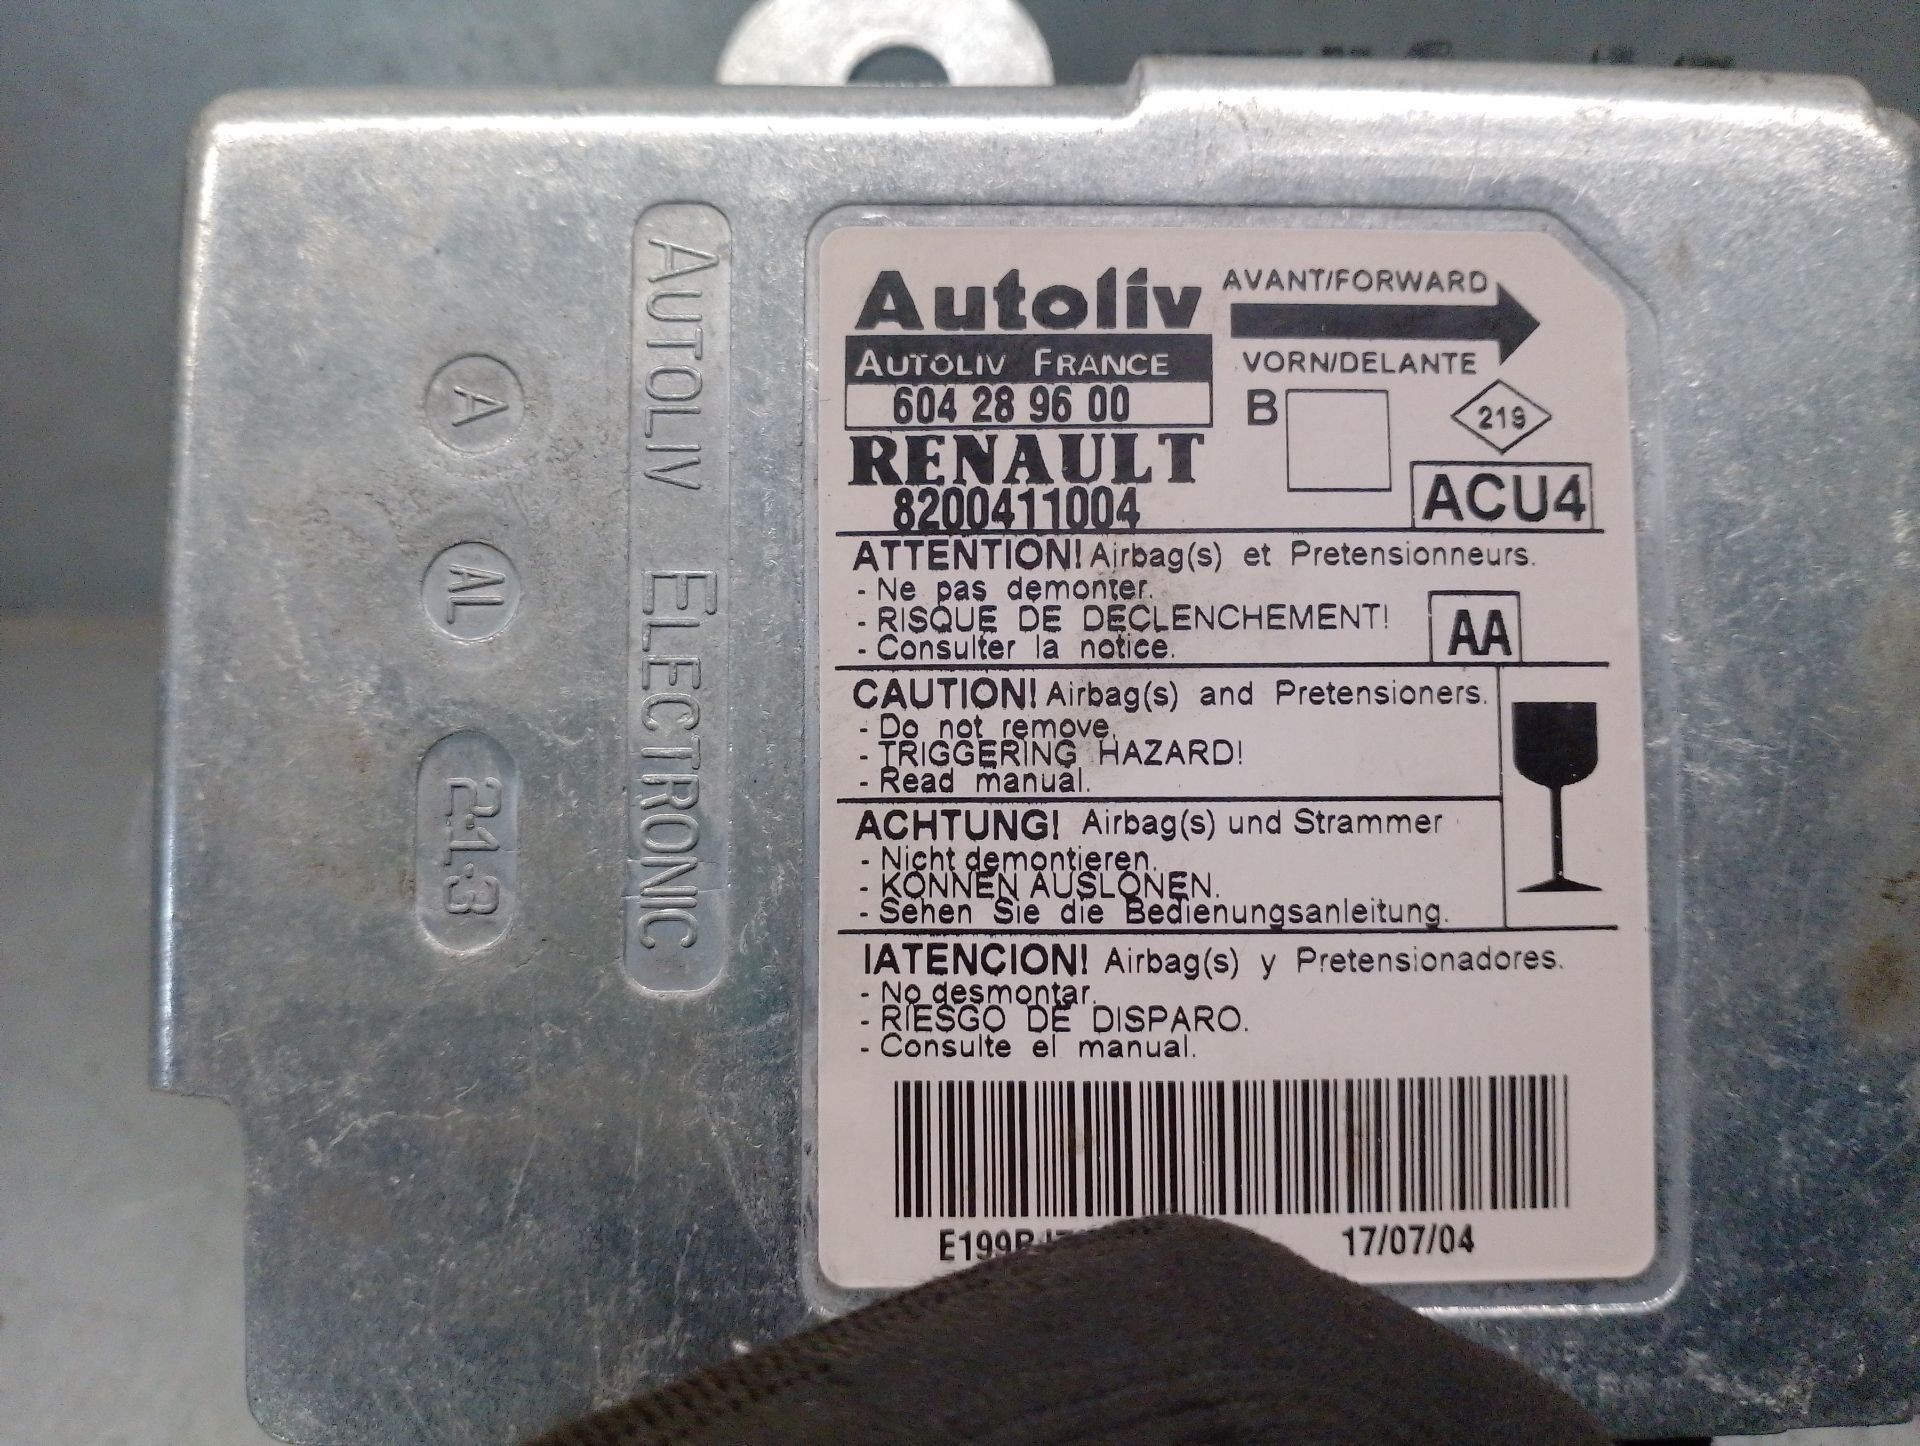 AUTOLIV ELECTRONIC
A
AL
2-1-3
Autoliv
AUTOLIV FRANCE
604 28 96 00
RENAULT
8200411004
AVANT/FORWARD
VORN/DELANTE
B
219
ACU4
ATTENTION! Airbag(s) et Pretensionneurs.
- Ne pas demonter.
- RISQUE DE DECLENCHEMENT!
- Consulter la notice.
AA
CAUTION! Airbag(s) and Pretensioners.
- Do not remove.
- TRIGGERING HAZARD!
- Read manual.
ACHTUNG! Airbag(s) und Strammer
- Nicht demontieren.
- KONNEN AUSLONEN.
- Sehen Sie die Bedienungsanleitung.
IATENCION! Airbag(s) y Pretensionadores.
- No desmontar.
- RIESGO DE DISPARO.
- Consulte el manual.
17/07/04